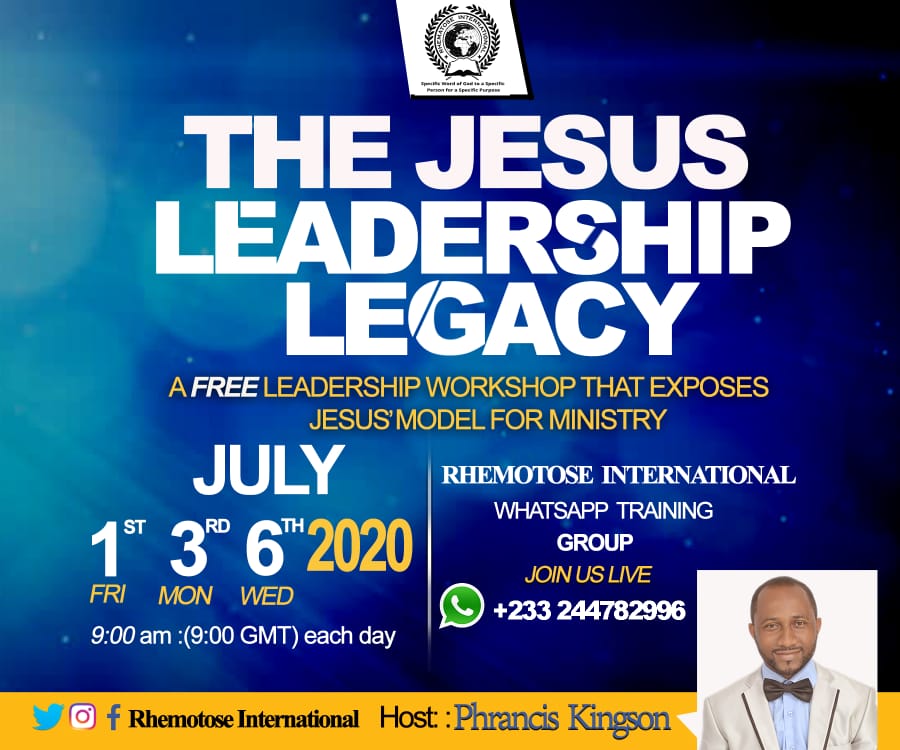 RHEMATOSE INTERNATIONAL
Specific Word of God to a Specific
Person for a Specific Purpose
THE JESUS
LEADERSHIP
LEGACY
A FREE LEADERSHIP WORKSHOP THAT EXPOSES
JESUS' MODEL FOR MINISTRY
JULY
1ST 3RD 6TH 2020
FRI MON WED
9:00 am :(9:00 GMT) each day
RHEMOTOSE INTERNATIONAL
WHATSAPP TRAINING
GROUP
JOIN US LIVE
+233 244782996
Rhemotose International Host: : Phrancis Kingson